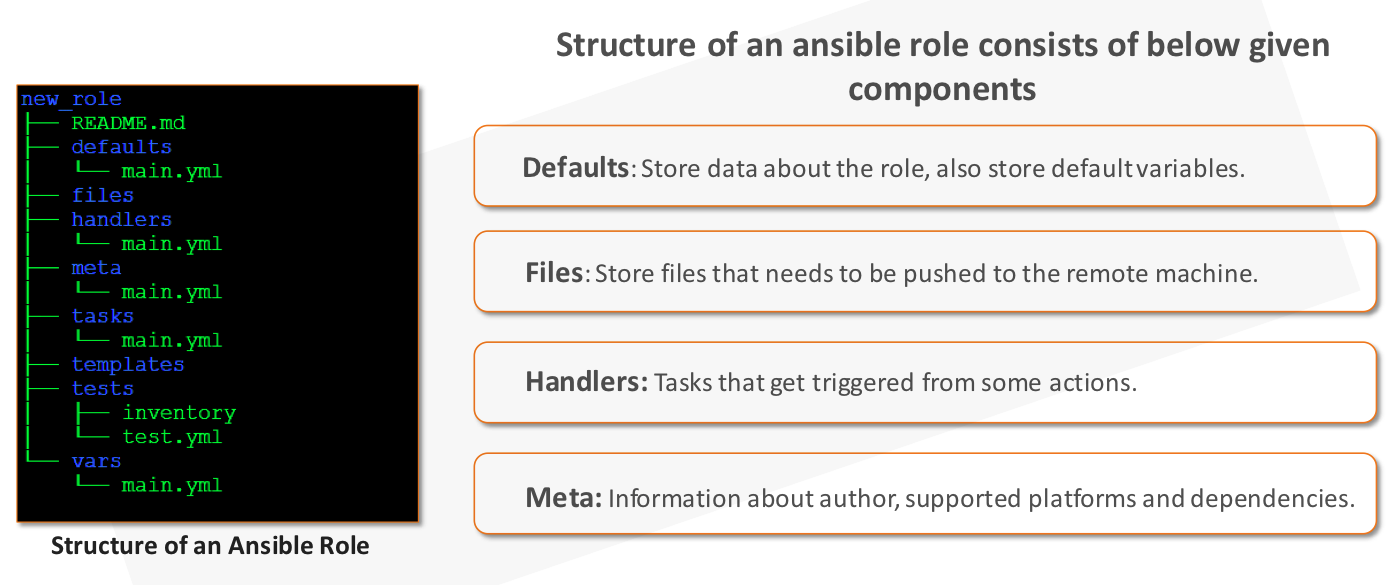 Structure of an ansible role consists of below given
components
new_role
├── README.md
├── defaults
│   └── main.yml
├── files
├── handlers
│   └── main.yml
├── meta
│   └── main.yml
├── tasks
│   └── main.yml
├── templates
├── tests
│   ├── inventory
│   └── test.yml
└── vars
    └── main.yml
Structure of an Ansible Role
Defaults: Store data about the role, also store default variables.
Files: Store files that needs to be pushed to the remote machine.
Handlers: Tasks that get triggered from some actions.
Meta: Information about author, supported platforms and dependencies.